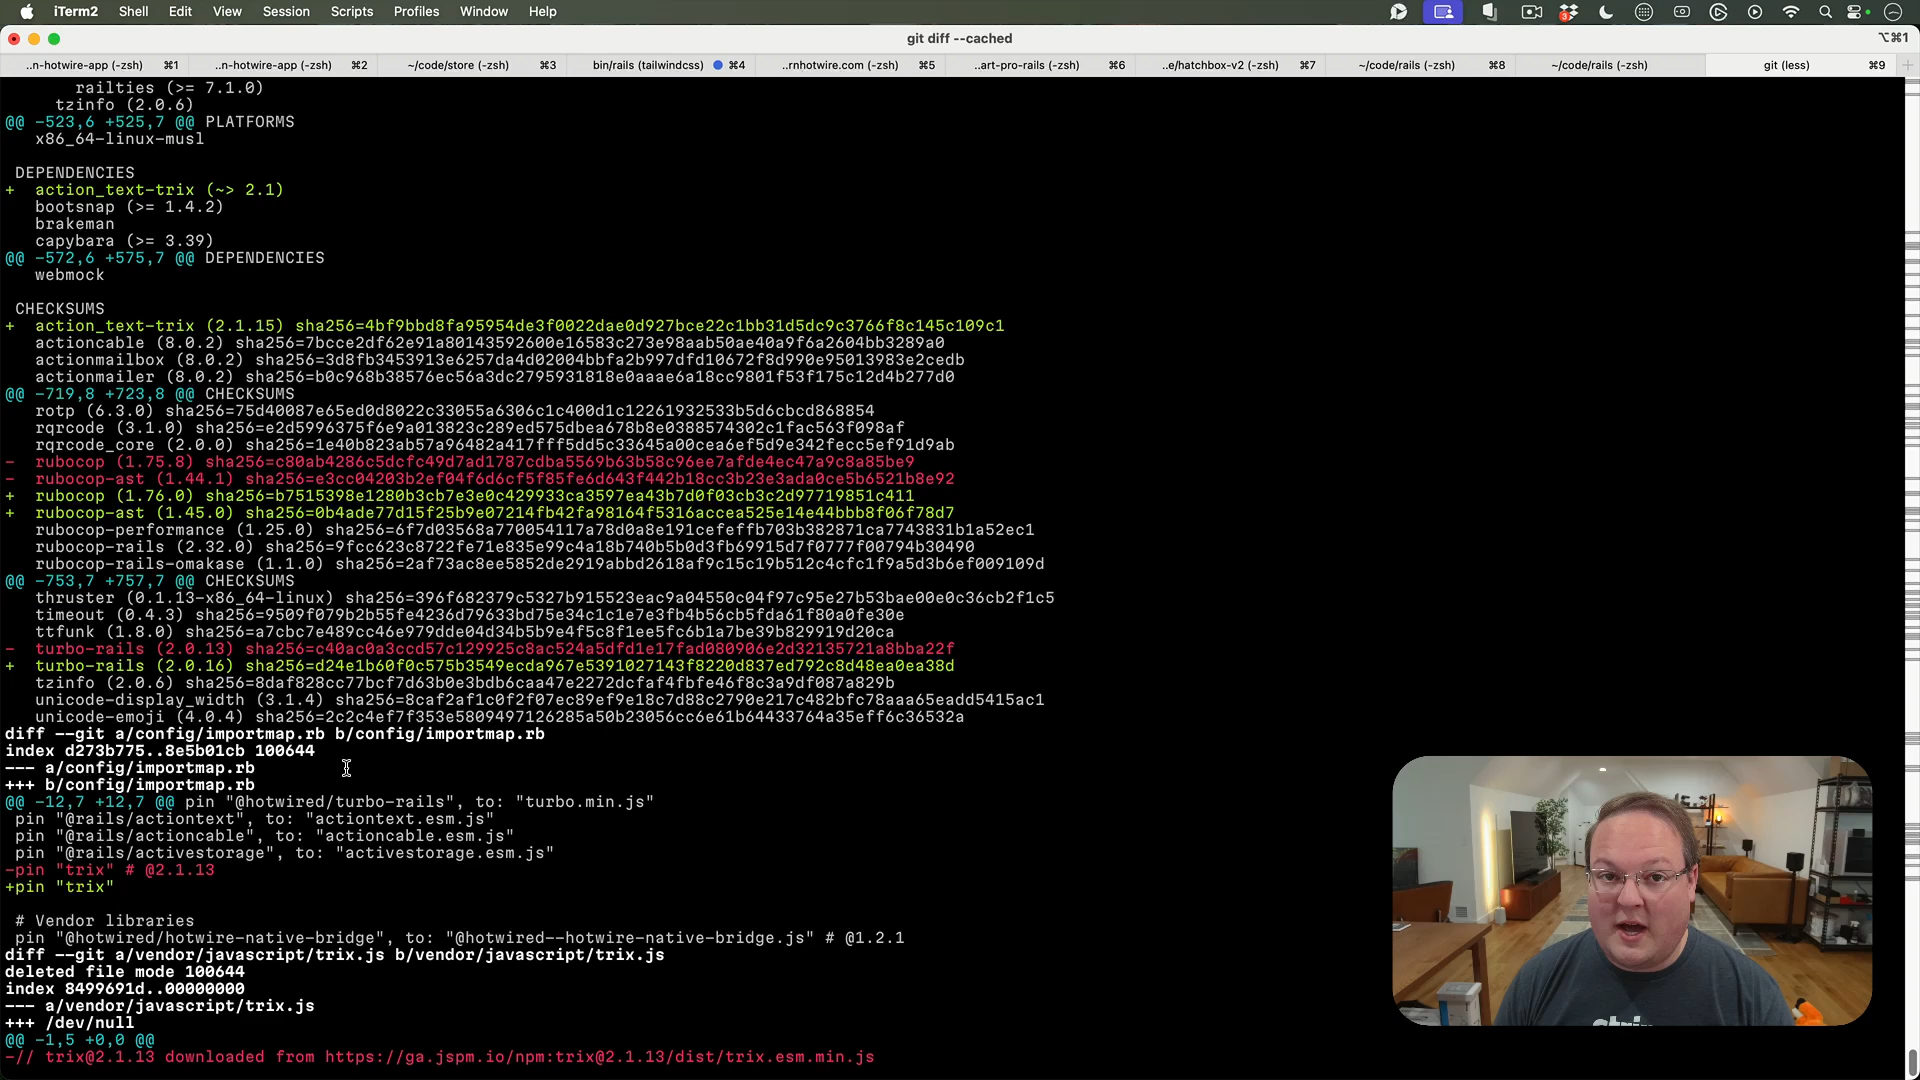 iTerm2 Shell Edit View Session Scripts Profiles Window Help
git diff --cached
⌥⌘1
..n-hotwire-app (-zsh) ⌘1 ..n-hotwire-app (-zsh) ⌘2 ~/code/store (-zsh) ⌘3 bin/rails (tailwindcss) ⌘4 ..rnhotwire.com (-zsh) ⌘5 ..art-pro-rails (-zsh) ⌘6 ..e/hatchbox-v2 (-zsh) ⌘7 ~/code/rails (-zsh) ⌘8 ~/code/rails (-zsh) git (less) ⌘9
railties (>= 7.1.0)
tzinfo (2.0.6)
@@ -523,6 +525,7 @@ PLATFORMS
x86_64-linux-musl
DEPENDENCIES
+ action_text-trix (~> 2.1)
bootsnap (>= 1.4.2)
brakeman
capybara (>= 3.39)
@@ -572,6 +575,7 @@ DEPENDENCIES
webmock
CHECKSUMS
+ action_text-trix (2.1.15) sha256=4bf9bbd8fa95954de3f0022dae0d927bce22c1bb31d5dc9c3766f8c145c109c1
actioncable (8.0.2) sha256=7bcce2df62e91a80143592600e16583c273e98aab50ae40a9f6a2604bb3289a0
actionmailbox (8.0.2) sha256=3d8fb3453913e6257da4d02004bbfa2b997dfd10672f8d990e95013983e2cedb
actionmailer (8.0.2) sha256=b0c968b38576ec56a3dc2795931818e0aaae6a18cc9801f53f175c12d4b277d0
@@ -719,8 +723,8 @@ CHECKSUMS
rotp (6.3.0) sha256=75d40087e65ed0d8022c33055a6306c1c400d1c12261932533b5d6cbcd868854
rqrcode (3.1.0) sha256=e2d5996375f6e9a013823c289ed575dbea678b8e0388574302c1fac563f098af
rqrcode_core (2.0.0) sha256=1e40b823ab57a96482a417fff5dd5c33645a00cea6ef5d9e342fecc5ef91d9ab
- rubocop (1.75.8) sha256=c80ab4286c5dcfc49d7ad1787cdba5569b63b58c96ee7afde4ec47a9c8a85be9
- rubocop-ast (1.44.1) sha256=e3cc04203b2ef04f6d6cf5f85fe6d643f442b18cc3b23e3ada0ce5b6521b8e92
+ rubocop (1.76.0) sha256=b7515398e1280b3cb7e3e0c429933ca3597ea43b7d0f03cb3c2d97719851c411
+ rubocop-ast (1.45.0) sha256=0b4ade77d15f25b9e07214fb42fa98164f5316accea525e14e44bbb8f06f78d7
rubocop-performance (1.25.0) sha256=6f7d03568a770054117a78d0a8e191cefeffb703b382871ca7743831b1a52ec1
rubocop-rails (2.32.0) sha256=9fcc623c8722fe71e835e99c4a18b740b5b0d3fb69915d7f0777f00794b30490
rubocop-rails-omakase (1.1.0) sha256=2af73ac8ee5852de2919abbd2618af9c15c19b512c4cfc1f9a5d3b6ef009109d
@@ -753,7 +757,7 @@ CHECKSUMS
thruster (0.1.13-x86_64-linux) sha256=396f682379c5327b915523eac9a04550c04f97c95e27b53bae00e0c36cb2f1c5
timeout (0.4.3) sha256=9509f079b2b55fe4236d79633bd75e34c1c1e7e3fb4b56cb5fda61f80a0fe30e
ttfunk (1.8.0) sha256=a7cbc7e489cc46e979dde04d34b5b9e4f5c8f1ee5fc6b1a7be39b829919d20ca
- turbo-rails (2.0.13) sha256=c40ac0a3ccd57c129925c8ac524a5dfd1e17fad080906e2d32135721a8bba22f
+ turbo-rails (2.0.16) sha256=d24e1b60f0c575b3549ecda967e5391027143f8220d837ed792c8d48ea0ea38d
tzinfo (2.0.6) sha256=8daf828cc77bcf7d63b0e3bdb6caa47e2272dcfaf4fbfe46f8c3a9df087a829b
unicode-display_width (3.1.4) sha256=8caf2af1c0f2f07ec89ef9e18c7d88c2790e217c482bfc78aaa65eadd5415ac1
unicode-emoji (4.0.4) sha256=2c2c4ef7f353e5809497126285a50b23056cc6e61b64433764a35eff6c36532a
diff --git a/config/importmap.rb b/config/importmap.rb
index d273b775..8e5b01cb 100644
--- a/config/importmap.rb
+++ b/config/importmap.rb
@@ -12,7 +12,7 @@ pin "@hotwired/turbo-rails", to: "turbo.min.js"
pin "@rails/actiontext", to: "actiontext.esm.js"
pin "@rails/actioncable", to: "actioncable.esm.js"
pin "@rails/activestorage", to: "activestorage.esm.js"
-pin "trix" # @2.1.13
+pin "trix"
# Vendor libraries
pin "@hotwired/hotwire-native-bridge", to: "@hotwired--hotwire-native-bridge.js" # @1.2.1
diff --git a/vendor/javascript/trix.js b/vendor/javascript/trix.js
deleted file mode 100644
index 8499691d..00000000
--- a/vendor/javascript/trix.js
+++ /dev/null
@@ -1,5 +0,0 @@
-// trix@2.1.13 downloaded from https://ga.jspm.io/npm:trix@2.1.13/dist/trix.esm.min.js